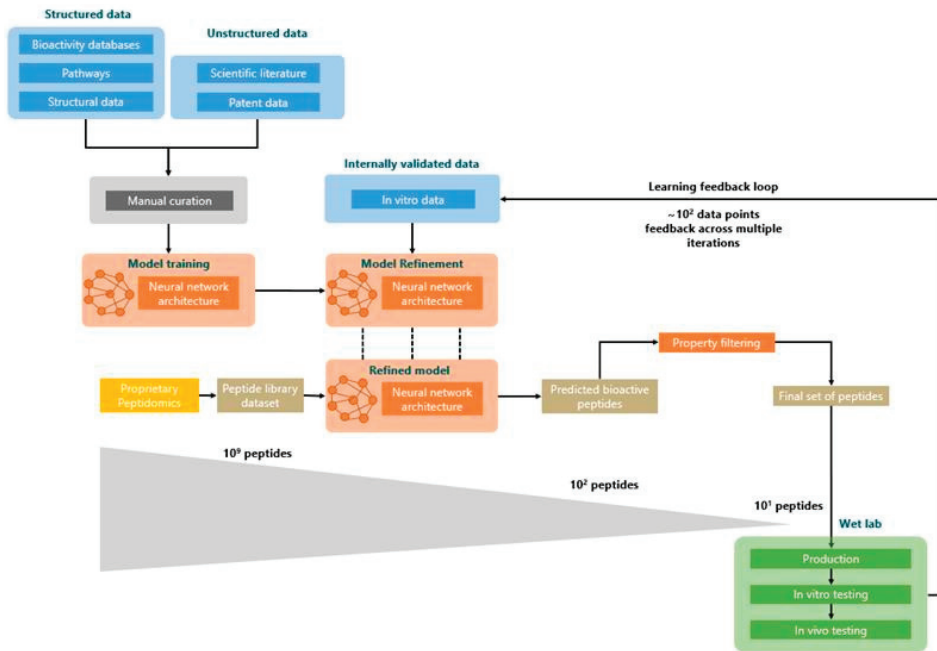 Structured data
Bioactivity databases
Pathways
Structural data
Unstructured data
Scientific literature
Patent data
Manual curation
Internally validated data
In vitro data
Learning feedback loop
~10² data points
feedback across multiple
iterations
Model training
Neural network
architecture
Model Refinement
Neural network
architecture
Proprietary
Peptidomics
Peptide library
dataset
Refined model
Neural network
architecture
Predicted bioactive
peptides
Property filtering
Final set of peptides
10⁹ peptides
10² peptides
10¹ peptides
Wet lab
Production
In vitro testing
In vivo testing